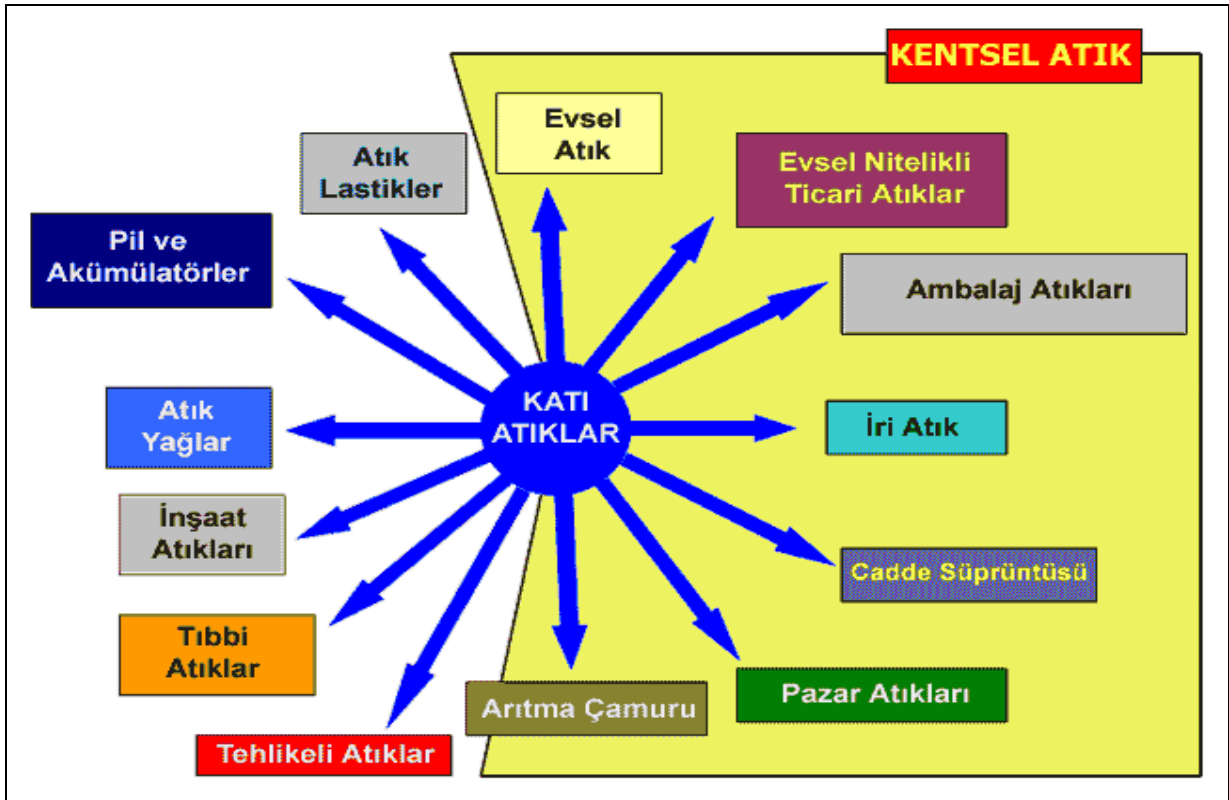 KENTSEL ATIK
Evsel
Atık
Atık
Lastikler
Evsel Nitelikli
Ticari Atıklar
Pil ve
Akümülatörler
Ambalaj Atıkları
KATI
ATIKLAR
Atık
Yağlar
İri Atık
İnşaat
Atıkları
Cadde Süprüntüsü
Tıbbi
Atıklar
Arıtma Çamuru
Pazar Atıkları
Tehlikeli Atıklar